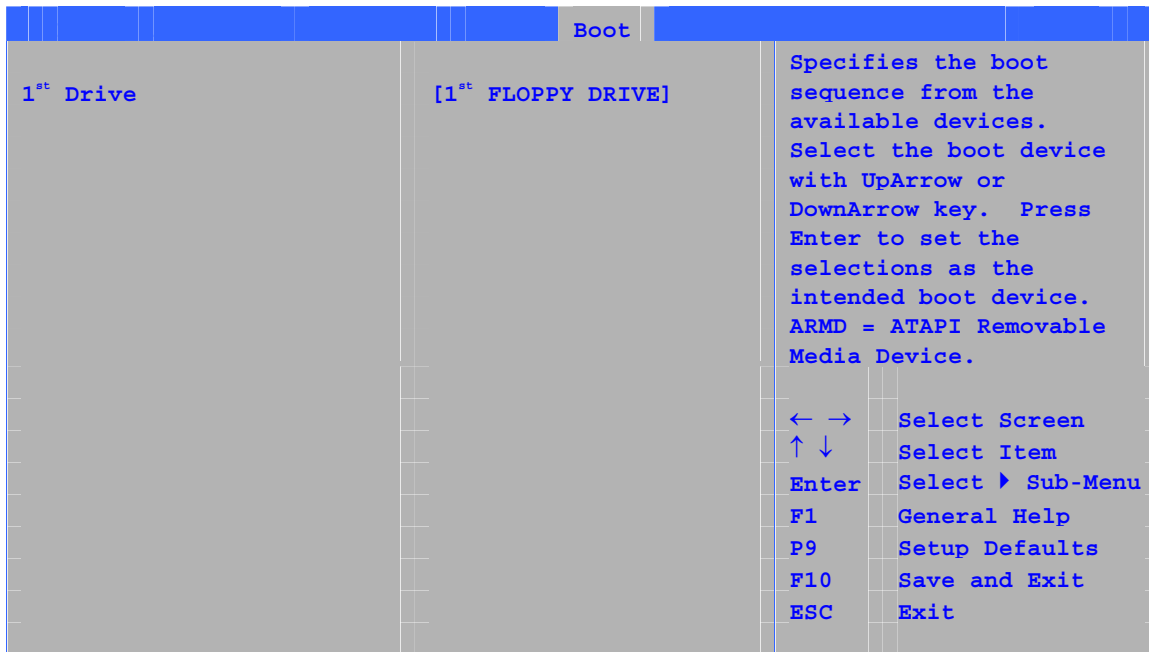 Boot
1st Drive [1st FLOPPY DRIVE]
Specifies the boot
sequence from the
available devices.
Select the boot device
with UpArrow or
DownArrow key. Press
Enter to set the
selections as the
intended boot device.
ARMD = ATAPI Removable
Media Device.
← → Select Screen
↑ ↓ Select Item
Enter Select ▶ Sub-Menu
F1 General Help
P9 Setup Defaults
F10 Save and Exit
ESC Exit